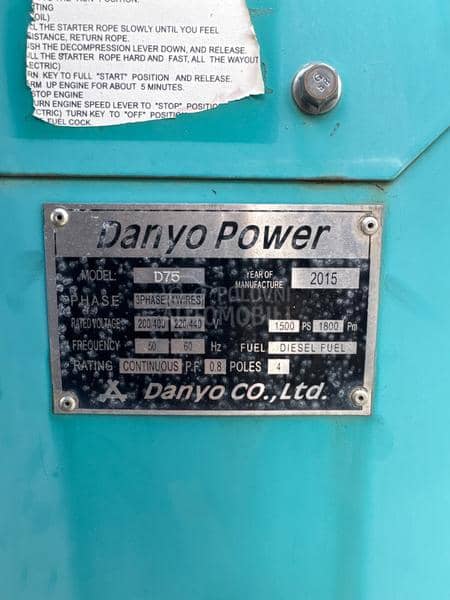 TING
OIL)
LL THE STARTER ROPE SLOWLY UNTIL YOU FEEL
SISTANCE, RETURN ROPE.
SH THE DECOMPRESSION LEVER DOWN, AND RELEASE.
LL THE STARTER ROPE HARD AND FAST, ALL THE WAYOUT
ECTRIC)
RN KEY TO FULL "START" POSITION AND RELEASE.
RM UP ENGINE FOR ABOUT 5 MINUTES.
STOP ENGINE
URN ENGINE SPEED LEVER TO "STOP" POSITIO
CTRIC) TURN KEY TO "OFF" POSITI
FUEL COCK.
Danyo Power
MODEL: D75 YEAR OF MANUFACTURE 2015
PHASE 3PHASE 4WIRES
POLOVNI AUTOMOBILI
RATED VOLTAGE 200/400 220/440 V 1500 PS 1800 Pm
FREQUENCY 50 60 Hz FUEL DIESEL FUEL
RATING CONTINUOUS P.F. 0.8 POLES 4
Danyo CO.,Ltd.